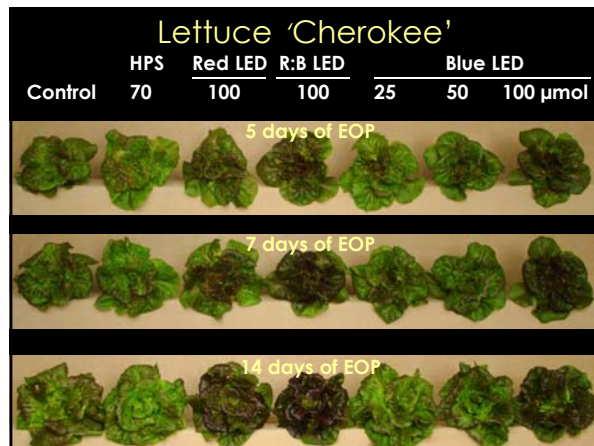 Lettuce ‘Cherokee’
HPS Red LED R:B LED Blue LED
Control 70 100 100 25 50 100 µmol
5 days of EOP
7 days of EOP
14 days of EOP